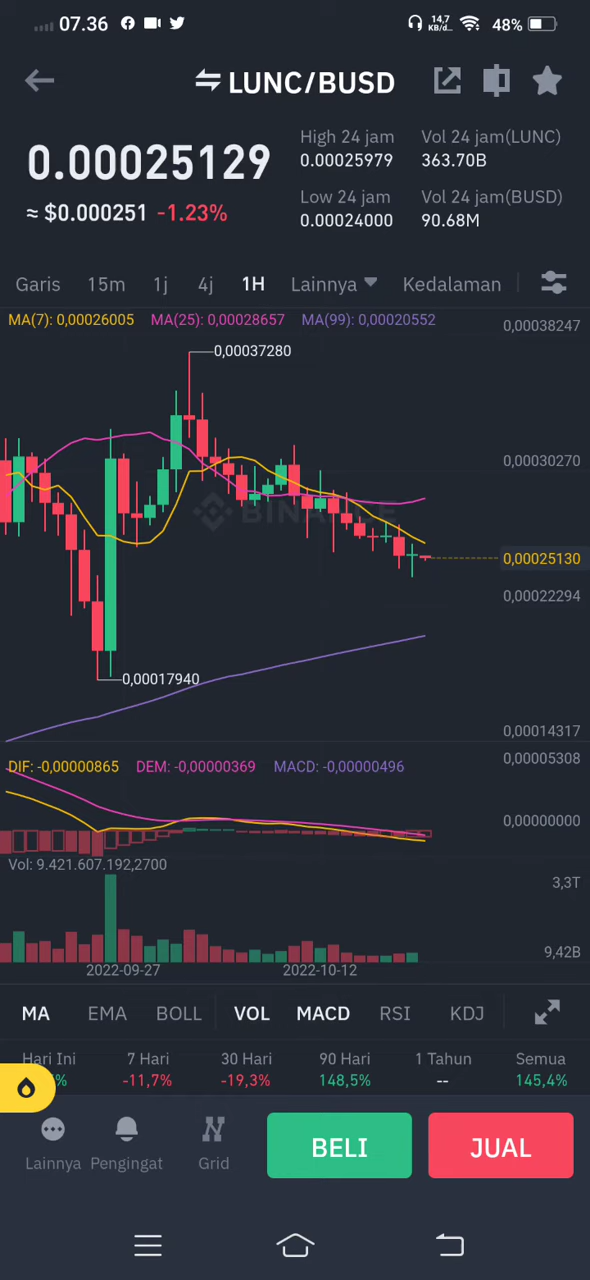 07.36 14,7 KB/d... 48%
LUNC/BUSD
0.00025129
≈ $0.000251 -1.23%
High 24 jam
0.00025979
Low 24 jam
0.00024000
Vol 24 jam(LUNC)
363.70B
Vol 24 jam(BUSD)
90.68M
Garis 15m 1j 4j 1H Lainnya Kedalaman
MA(7): 0,00026005 MA(25): 0,00028657 MA(99): 0,00020552
0,00038247
0,00037280
0,00030270
BINANCE
0,00025130
0,00022294
0,00017940
0,00014317
DIF: -0,00000865 DEM: -0,00000369 MACD: -0,00000496
0,00005308
0,00000000
Vol: 9.421.607.192,2700
3,3T
9,42B
2022-09-27 2022-10-12
MA EMA BOLL VOL MACD RSI KDJ
Hari Ini 7 Hari 30 Hari 90 Hari 1 Tahun Semua
% -11,7% -19,3% 148,5% -- 145,4%
Lainnya Pengingat Grid BELI JUAL